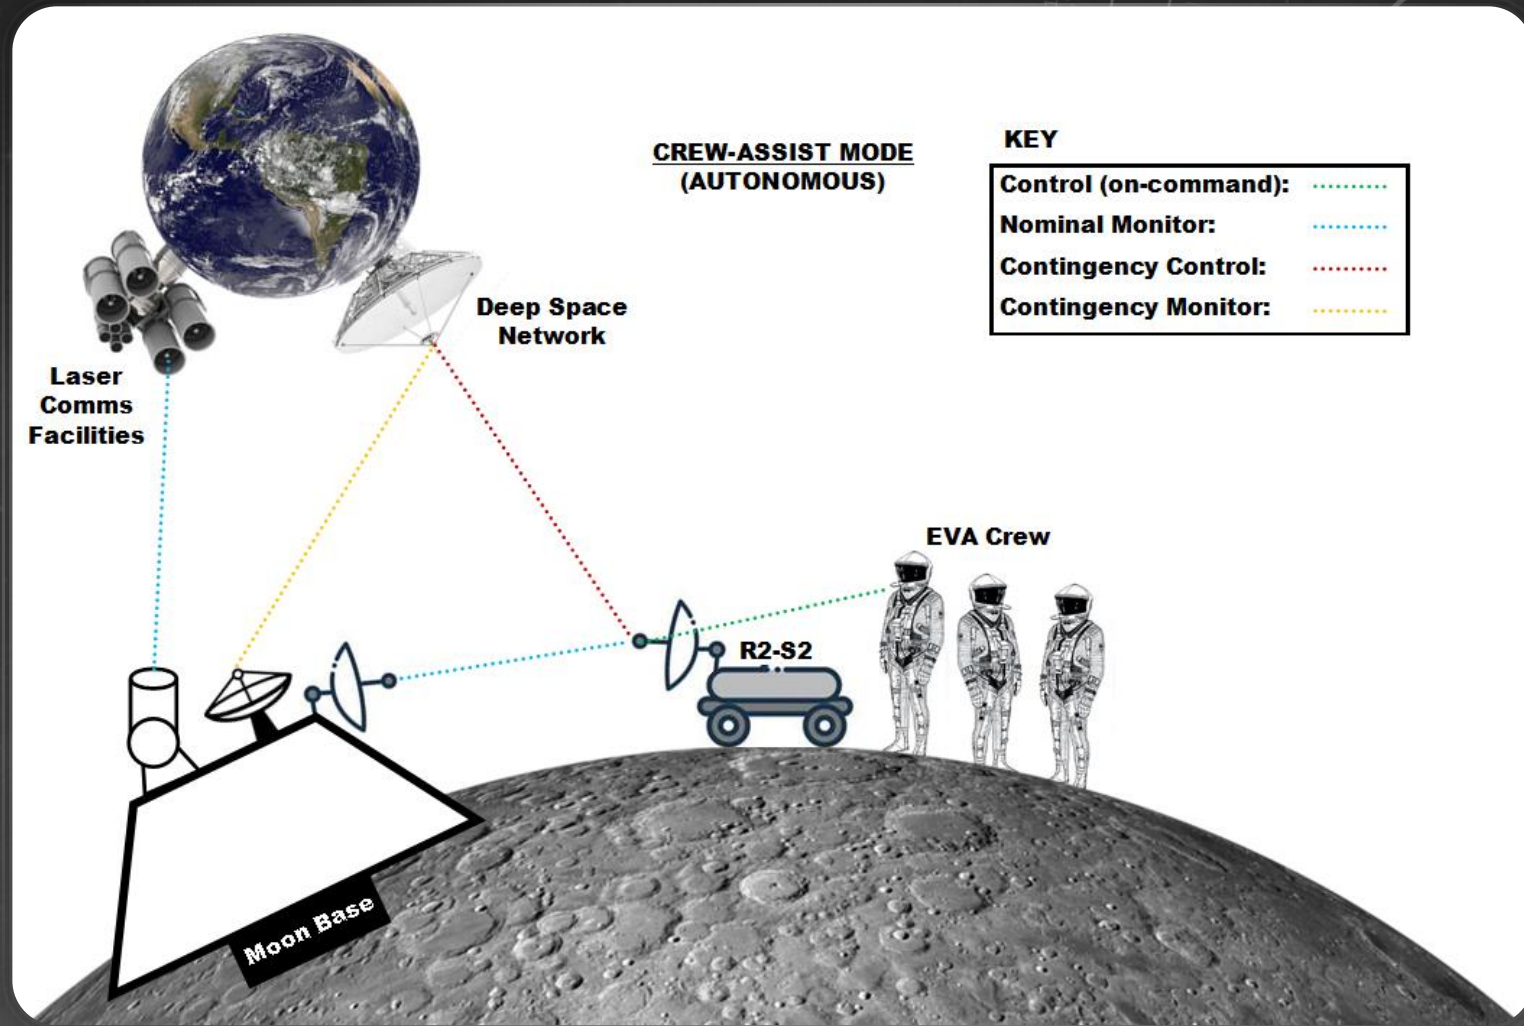 CREW-ASSIST MODE
(AUTONOMOUS)
KEY
Control (on-command):
Nominal Monitor:
Contingency Control:
Contingency Monitor:
Deep Space
Network
Laser
Comms
Facilities
EVA Crew
R2-S2
Moon Base